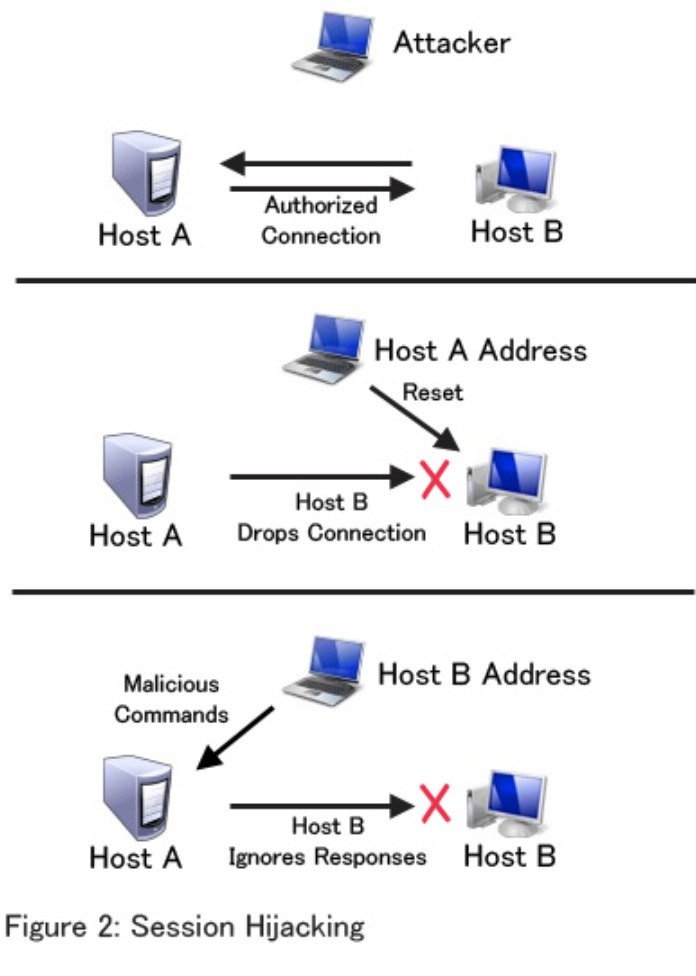 Attacker
Authorized
Connection
Host A
Host B
Host A Address
Reset
Host B
Drops Connection
Host A
Host B
Host B Address
Malicious
Commands
Host B
Ignores Responses
Host A
Host B
Figure 2: Session Hijacking